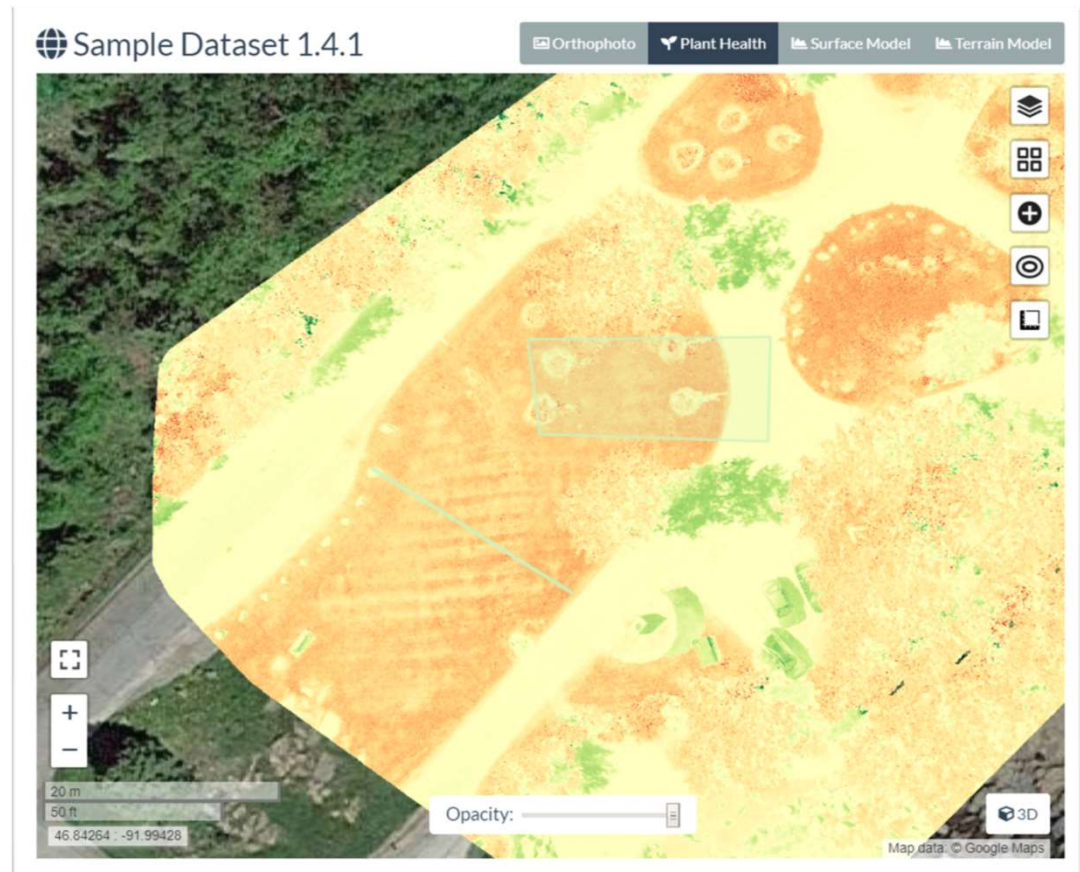 Sample Dataset 1.4.1
Orthophoto
Plant Health
Surface Model
Terrain Model
+
−
20 m
50 ft
46.84264 : -91.99428
Opacity:
3D
Map data: © Google Maps